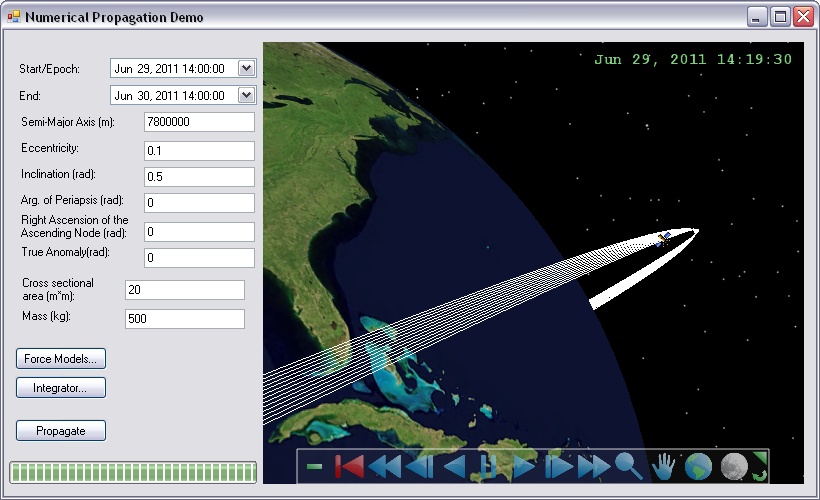 Numerical Propagation Demo
Start/Epoch: Jun 29, 2011 14:00:00
End: Jun 30, 2011 14:00:00
Semi-Major Axis (m): 7800000
Eccentricity: 0.1
Inclination (rad): 0.5
Arg. of Periapsis (rad): 0
Right Ascension of the
Ascending Node (rad): 0
True Anomaly(rad): 0
Cross sectional
area (m*m): 20
Mass (kg): 500
Force Models...
Integrator...
Propagate
Jun 29, 2011 14:19:30